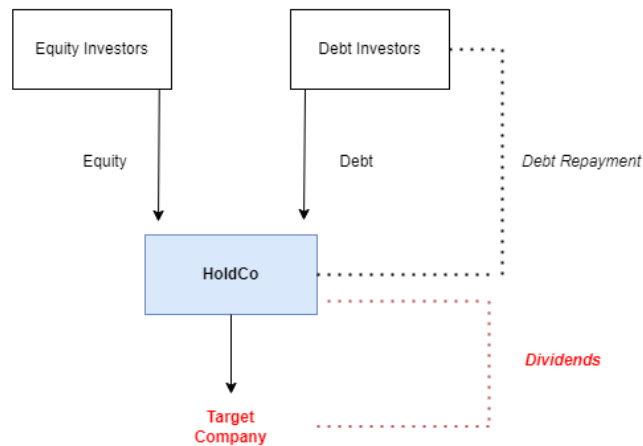 Equity Investors
Debt Investors
Equity
Debt
Debt Repayment
HoldCo
Dividends
Target
Company